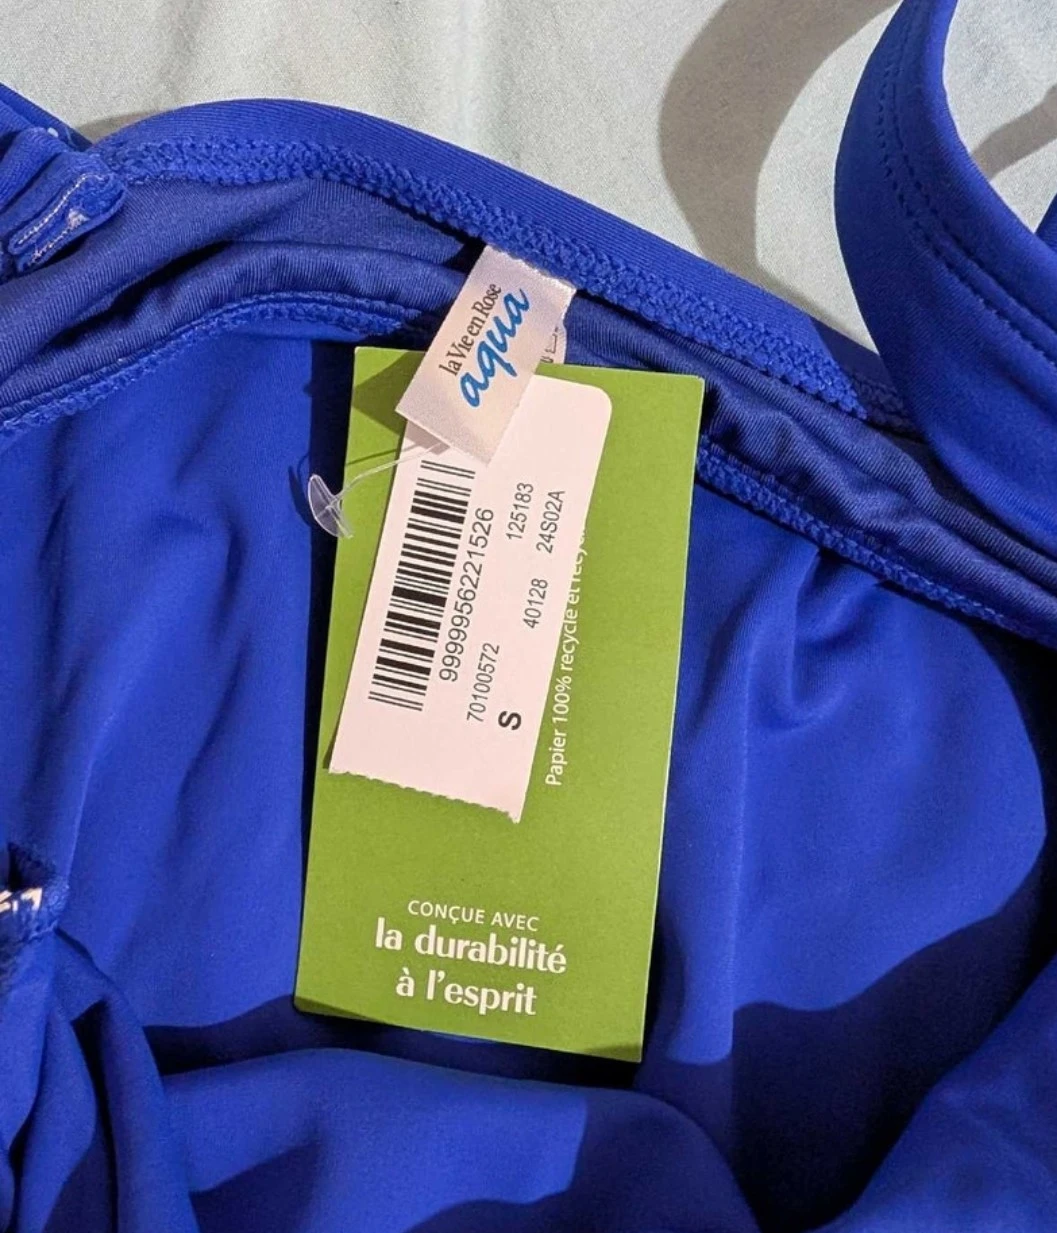 la Vie en Rose
aqua
9999956221526
70100572
S
125183
40128 24S02A
Papier 100% recyclé et
CONÇUE AVEC
la durabilité
à l'esprit